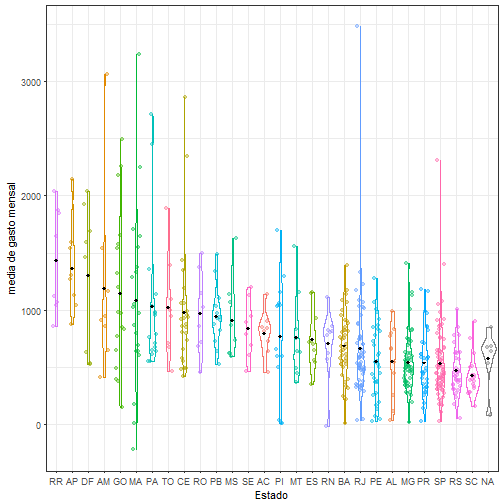 media de gasto mensal
3000
2000
1000
0
RR AP DF AM GO MA PA TO CE RO PB MS SE AC PI MT ES RN BA RJ PE AL MG PR SP RS SC NA
Estado